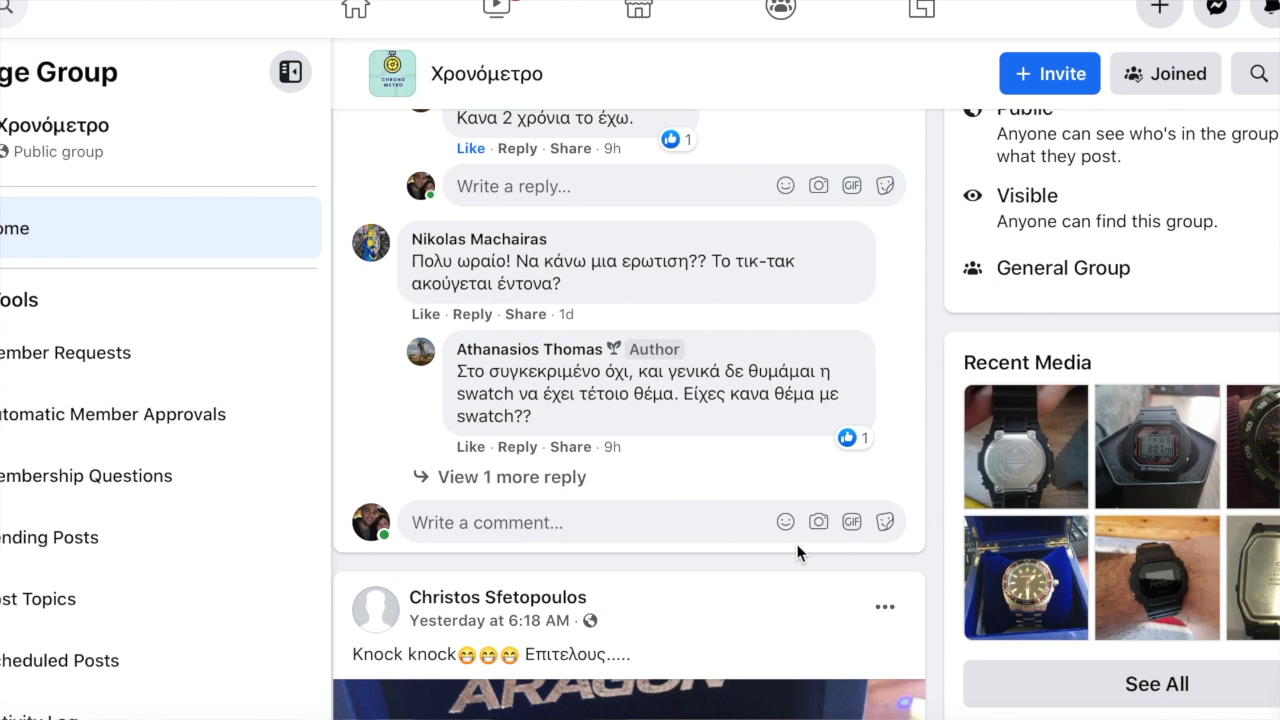 ge Group
Χρονόμετρο
Public group
ome
ools
ember Requests
utomatic Member Approvals
embership Questions
ending Posts
st Topics
cheduled Posts
CHRONO
METRO
Χρονόμετρο
+ Invite
Joined
Κανα 2 χρόνια το έχω.
1
Like · Reply · Share · 9h
Write a reply...
GIF
Nikolas Machairas
Πολυ ωραίο! Να κάνω μια ερωτιση?? Το τικ-τακ
ακούγεται έντονα?
Like · Reply · Share · 1d
Athanasios Thomas Author
Στο συγκεκριμένο όχι, και γενικά δε θυμάμαι η
swatch να έχει τέτοιο θέμα. Είχες κανα θέμα με
swatch??
1
Like · Reply · Share · 9h
View 1 more reply
Write a comment...
GIF
Christos Sfetopoulos
Yesterday at 6:18 AM ·
Knock knock😁😁😁 Επιτελους.....
ARAGON
Public
Anyone can see who's in the group
what they post.
Visible
Anyone can find this group.
General Group
Recent Media
G-SHOCK
See All